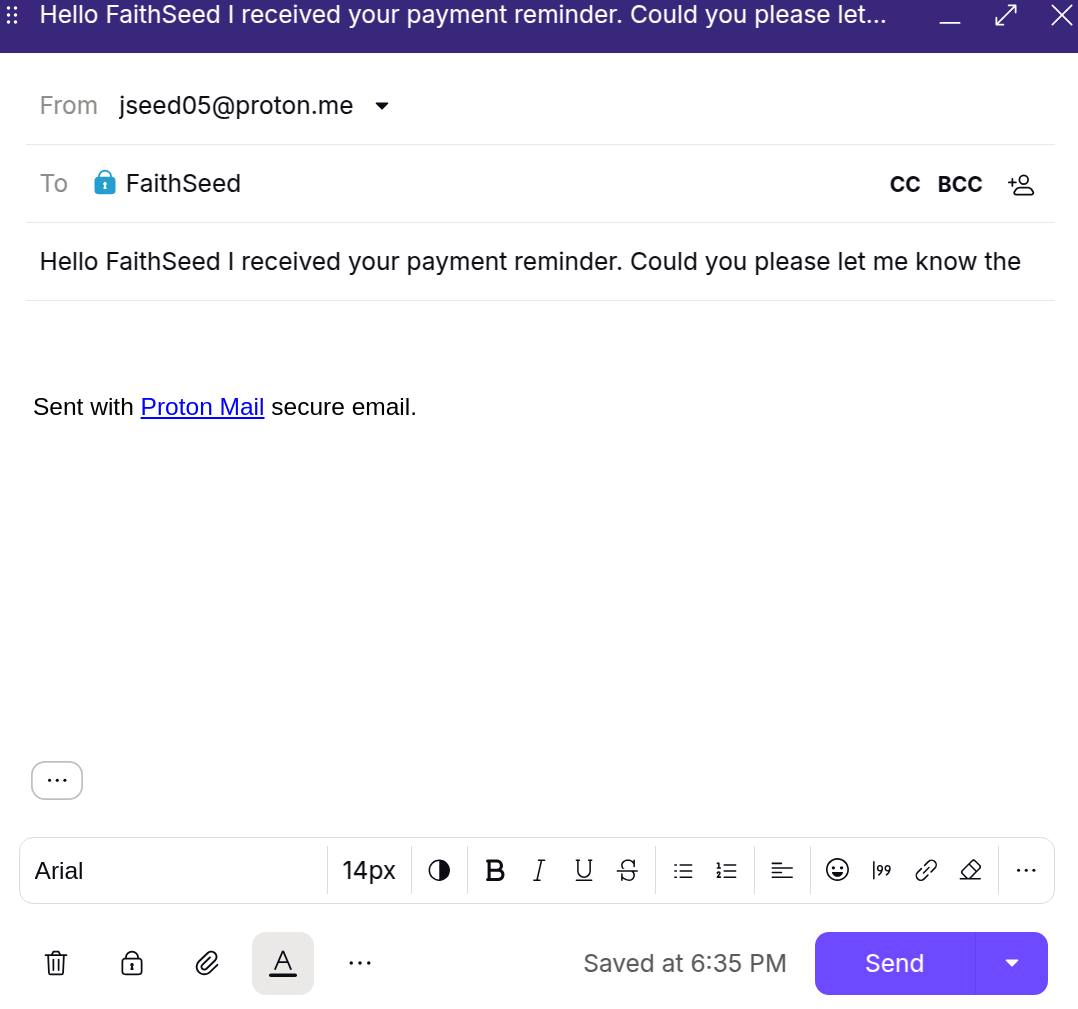 Hello FaithSeed I received your payment reminder. Could you please let...
From jseed05@proton.me
To FaithSeed CC BCC
Hello FaithSeed I received your payment reminder. Could you please let me know the
Sent with Proton Mail secure email.
...
Arial 14px B I U S ...
A ... Saved at 6:35 PM Send